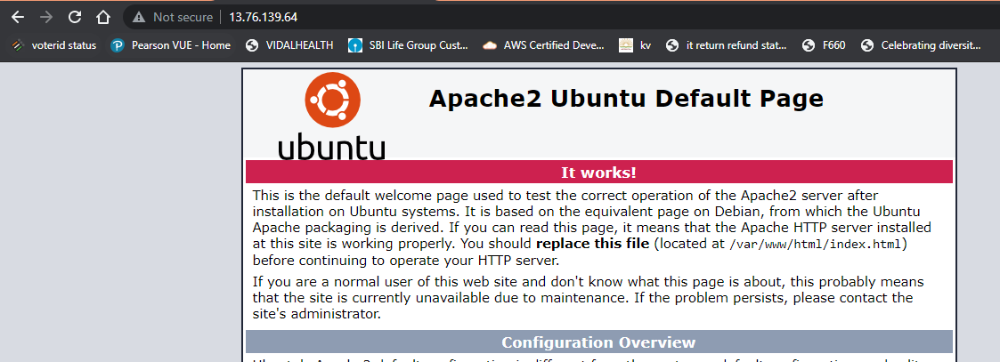 Not secure | 13.76.139.64
voterid status Pearson VUE - Home VIDALHEALTH SBI Life Group Cust... AWS Certified Deve... kv it return refund stat... F660 Celebrating diversit...
Apache2 Ubuntu Default Page
ubuntu
It works!
This is the default welcome page used to test the correct operation of the Apache2 server after
installation on Ubuntu systems. It is based on the equivalent page on Debian, from which the Ubuntu
Apache packaging is derived. If you can read this page, it means that the Apache HTTP server installed
at this site is working properly. You should replace this file (located at /var/www/html/index.html)
before continuing to operate your HTTP server.
If you are a normal user of this web site and don't know what this page is about, this probably means
that the site is currently unavailable due to maintenance. If the problem persists, please contact the
site's administrator.
Configuration Overview